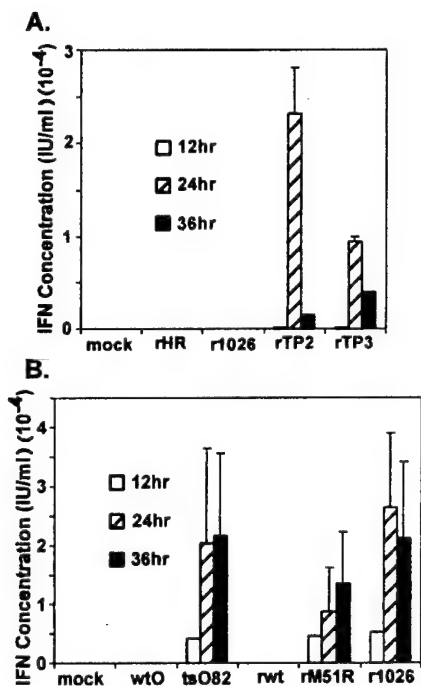 A.
IFN Concentration (IU/ml) (10⁻⁴)
3
2
1
0
12hr
24hr
36hr
mock rHR r1026 rTP2 rTP3
B.
IFN Concentration (IU/ml) (10⁻⁴)
4
3
2
1
0
12hr
24hr
36hr
mock wtO tsO82 rwt rM51R r1026